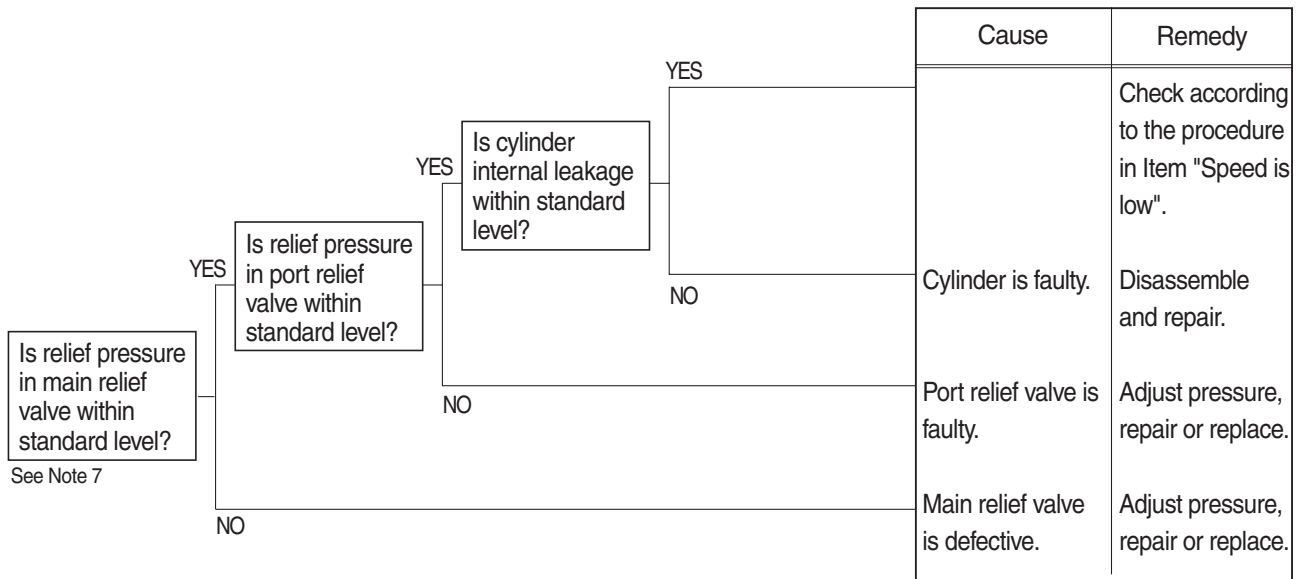 Cause
Remedy
YES
Check according
to the procedure
in Item "Speed is
low".
YES
Is cylinder
internal leakage
within standard
level?
NO
Cylinder is faulty.
Disassemble
and repair.
YES
Is relief pressure
in port relief
valve within
standard level?
NO
Port relief valve is
faulty.
Adjust pressure,
repair or replace.
Is relief pressure
in main relief
valve within
standard level?
See Note 7
NO
Main relief valve
is defective.
Adjust pressure,
repair or replace.